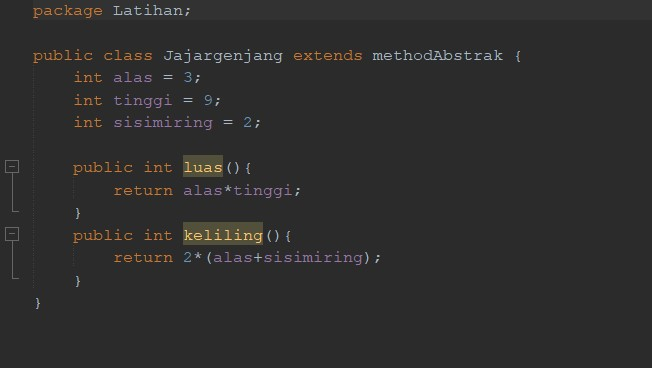 package Latihan;
public class Jajargenjang extends methodAbstrak {
int alas = 3;
int tinggi = 9;
int sisimiring = 2;
public int luas(){
return alas*tinggi;
}
public int keliling(){
return 2*(alas+sisimiring);
}
}